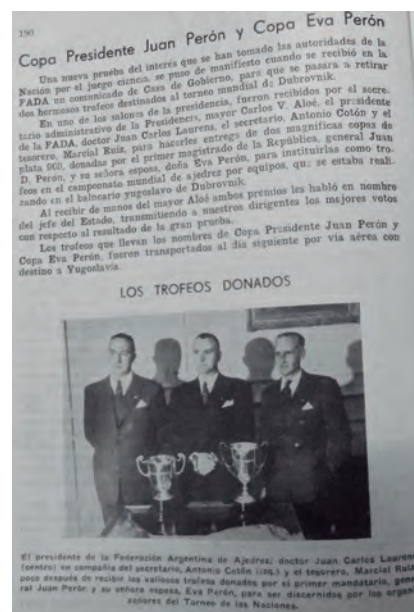 190
Copa Presidente Juan Perón y Copa Eva Perón
Una nueva prueba del interés que se han tomado las autoridades de la
Nación por el juego ciencia, se puso de manifiesto cuando se recibió en la
FADA un comunicado de Casa de Gobierno, para que se pasara a retirar
dos hermosos trofeos destinados al torneo mundial de Dubrovnik.
En uno de los salones de la presidencia, fueron recibidos por el secre-
tario administrativo de la Presidencia, mayor Carlos V. Aloé, el presidente
de la FADA, doctor Juan Carlos Laurens, el secretario, Antonio Cotón y el
tesorero, Marcial Ruiz, para hacerles entrega de dos magníficas copas de
plata 900, donadas por el primer magistrado de la República, general Juan
D. Perón, y su señora esposa, doña Eva Perón, para instituirlas como tro-
feos en el campeonato mundial de ajedrez por equipos, que se estaba reali-
zando en el balneario yugoslavo de Dubrovnik.
Al recibir de manos del mayor Aloé ambos premios les habló en nombre
del jefe del Estado, transmitiendo a nuestros dirigentes los mejores votos
con respecto al resultado de la gran prueba.
Los trofeos que llevan los nombres de Copa Presidente Juan Perón y
Copa Eva Perón, fueron transportados al día siguiente por vía aérea con
destino a Yugoslavia.
LOS TROFEOS DONADOS
El presidente de la Federación Argentina de Ajedrez, doctor Juan Carlos Laurens
(centro) en compañía del secretario, Antonio Cotón (izq.) y el tesorero, Marcial Ruiz
poco después de recibir los valiosos trofeos donados por el primer mandatario, gene-
ral Juan Perón y su señora esposa, Eva Perón, para ser discernidos por los organi-
zadores del Torneo de las Naciones.